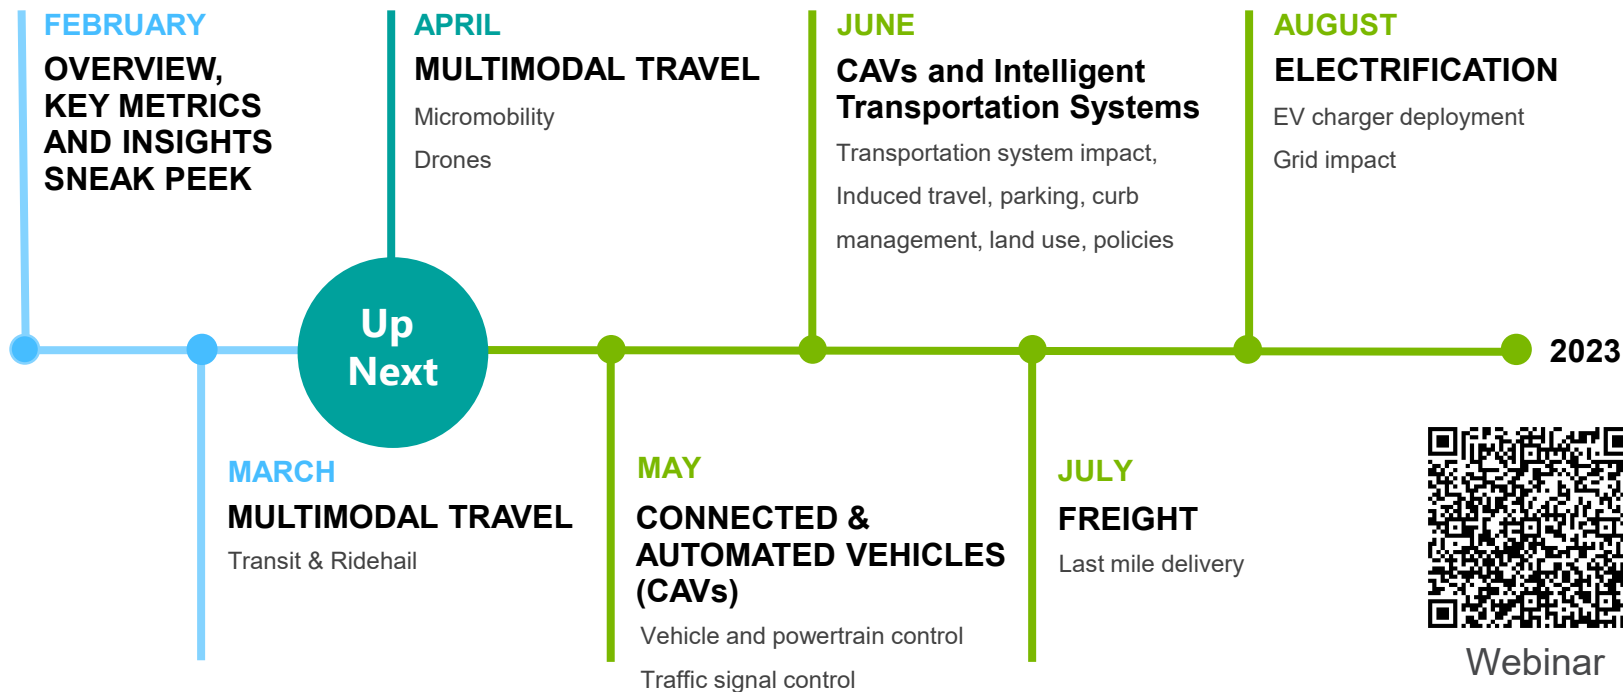 FEBRUARY
OVERVIEW,
KEY METRICS
AND INSIGHTS
SNEAK PEEK
APRIL
MULTIMODAL TRAVEL
Micromobility
Drones
JUNE
CAVs and Intelligent
Transportation Systems
Transportation system impact,
Induced travel, parking, curb
management, land use, policies
AUGUST
ELECTRIFICATION
EV charger deployment
Grid impact
Up
Next
2023
MARCH
MULTIMODAL TRAVEL
Transit & Ridehail
MAY
CONNECTED &
AUTOMATED VEHICLES
(CAVs)
Vehicle and powertrain control
Traffic signal control
JULY
FREIGHT
Last mile delivery
Webinar